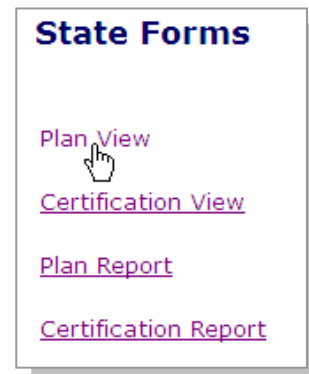 State Forms
Plan View
Certification View
Plan Report
Certification Report